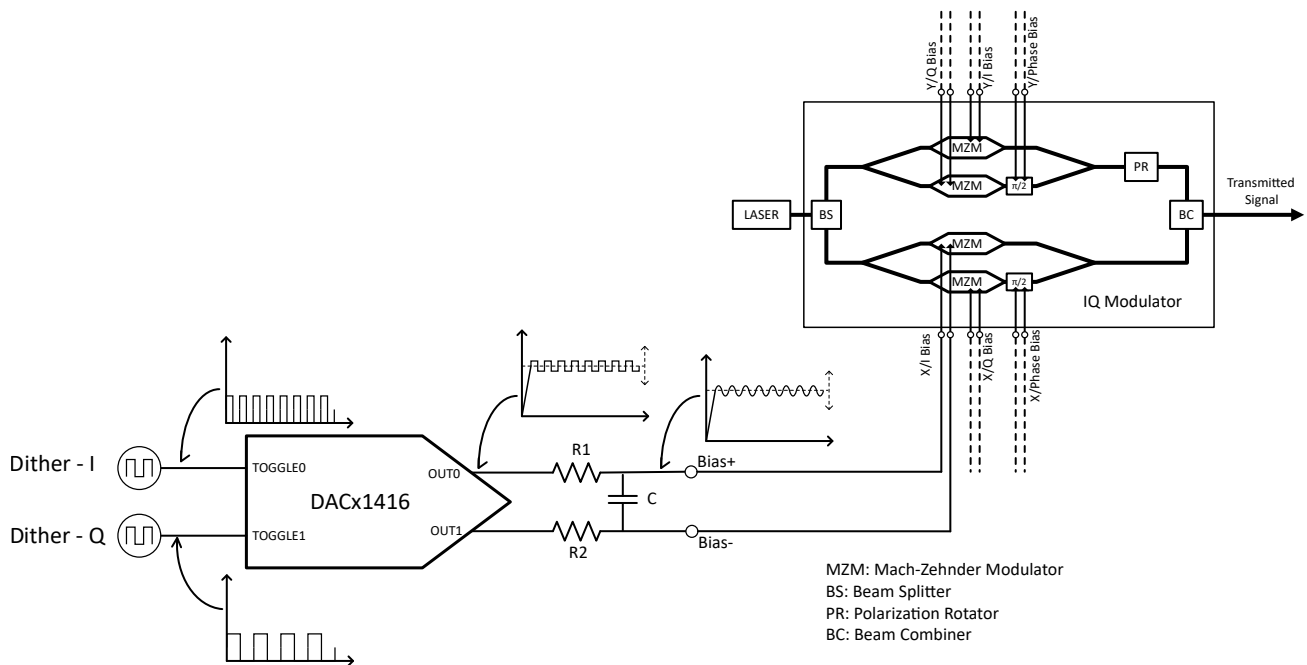 Y/Q Bias
Y/I Bias
Y/Phase Bias
MZM
MZM
π/2
PR
LASER
BS
BC
Transmitted
Signal
MZM
MZM
π/2
IQ Modulator
X/I Bias
X/Q Bias
X/Phase Bias
Dither - I
TOGGLE0
OUT0
R1
Bias+
DACx1416
C
Dither - Q
TOGGLE1
OUT1
R2
Bias-
MZM: Mach-Zehnder Modulator
BS: Beam Splitter
PR: Polarization Rotator
BC: Beam Combiner